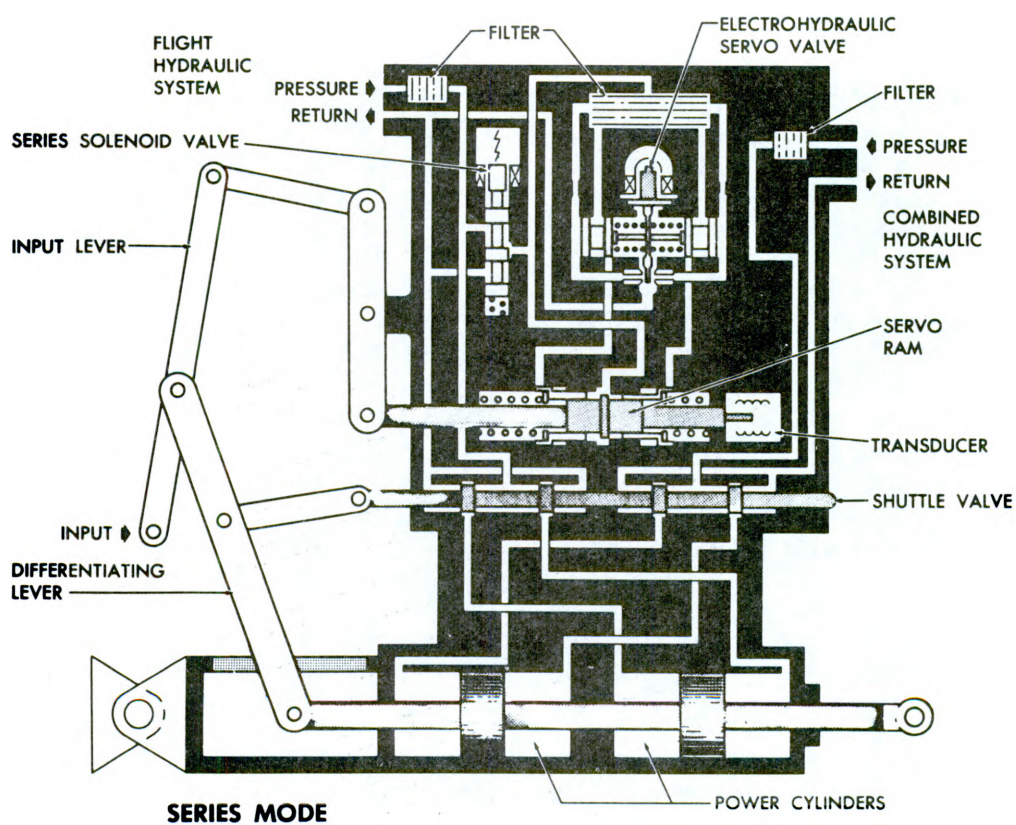 FLIGHT
HYDRAULIC
SYSTEM
FILTER
ELECTROHYDRAULIC
SERVO VALVE
PRESSURE
RETURN
FILTER
SERIES SOLENOID VALVE
PRESSURE
RETURN
COMBINED
HYDRAULIC
SYSTEM
INPUT LEVER
SERVO
RAM
TRANSDUCER
SHUTTLE VALVE
INPUT
DIFFERENTIATING
LEVER
POWER CYLINDERS
SERIES MODE